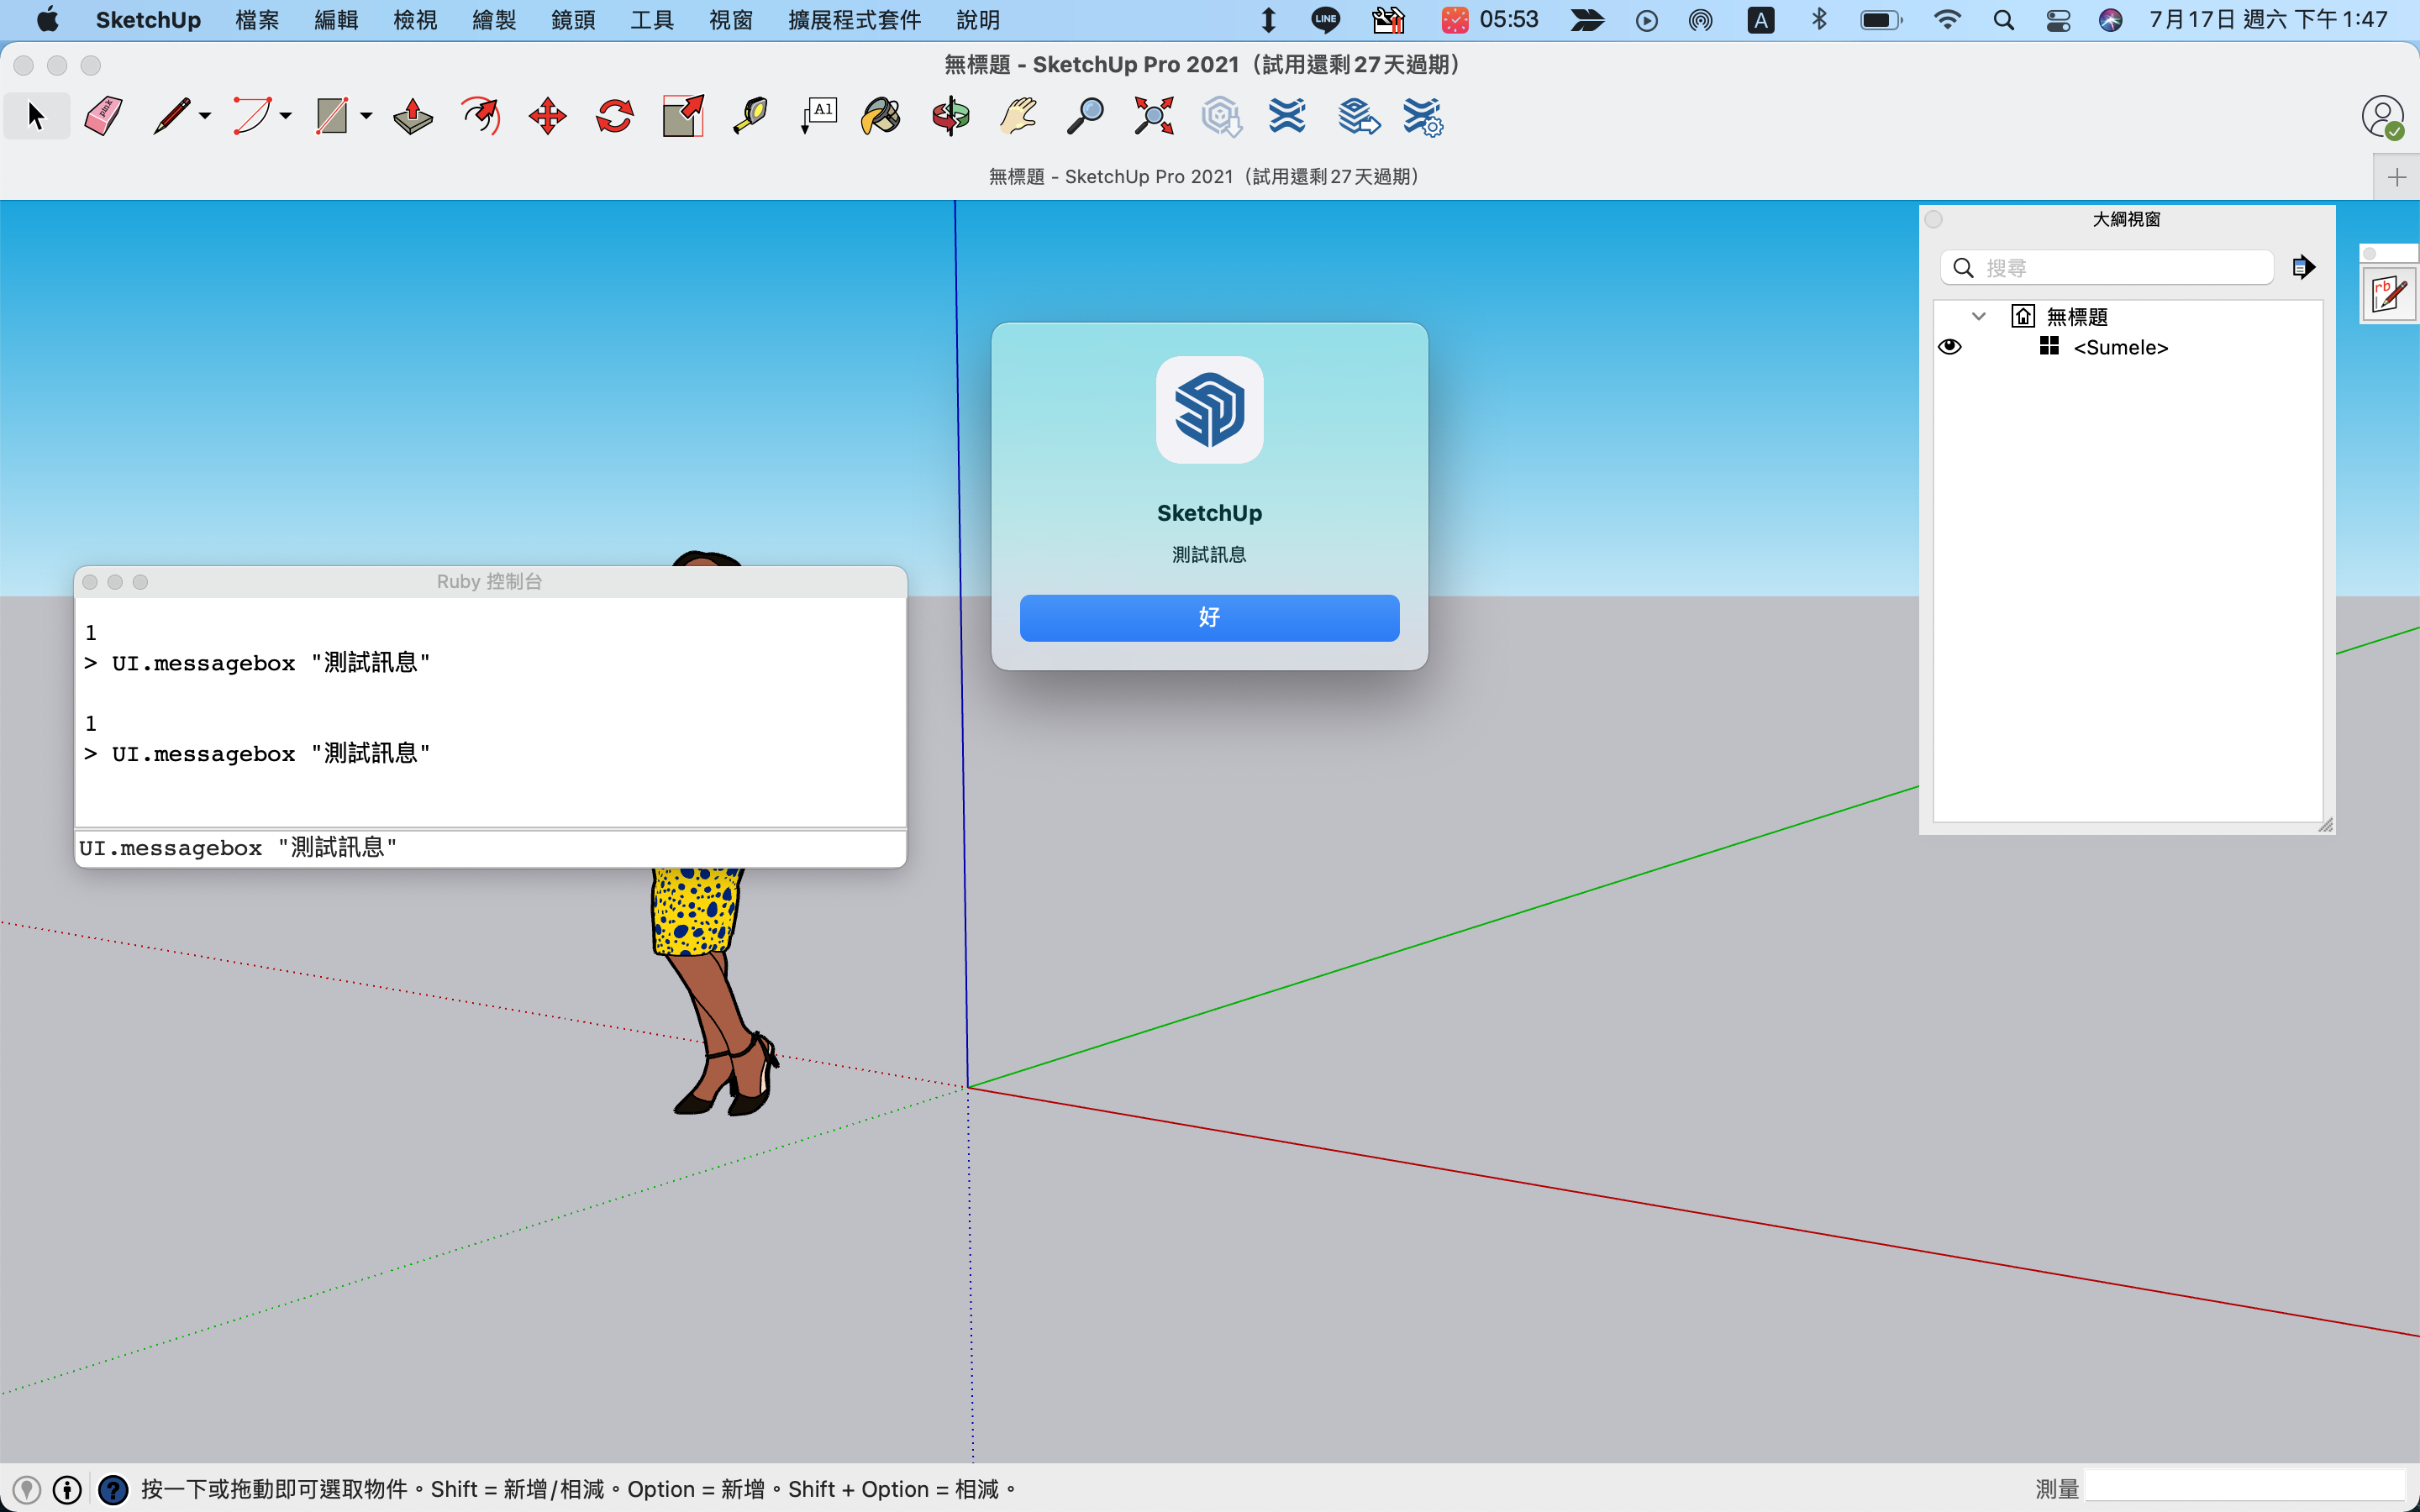 SketchUp 檔案 編輯 檢視 繪製 鏡頭 工具 視窗 擴展程式套件 說明 LINE 05:53 A 7月17日 週六 下午 1:47
無標題 - SketchUp Pro 2021（試用還剩27天過期）
pink A1
無標題 - SketchUp Pro 2021（試用還剩27天過期）
大綱視窗
搜尋
rb
無標題
<Sumele>
SketchUp
測試訊息
好
Ruby 控制台
1
> UI.messagebox "測試訊息"
1
> UI.messagebox "測試訊息"
UI.messagebox "測試訊息"
按一下或拖動即可選取物件。Shift = 新增/相減。Option = 新增。Shift + Option = 相減。
測量